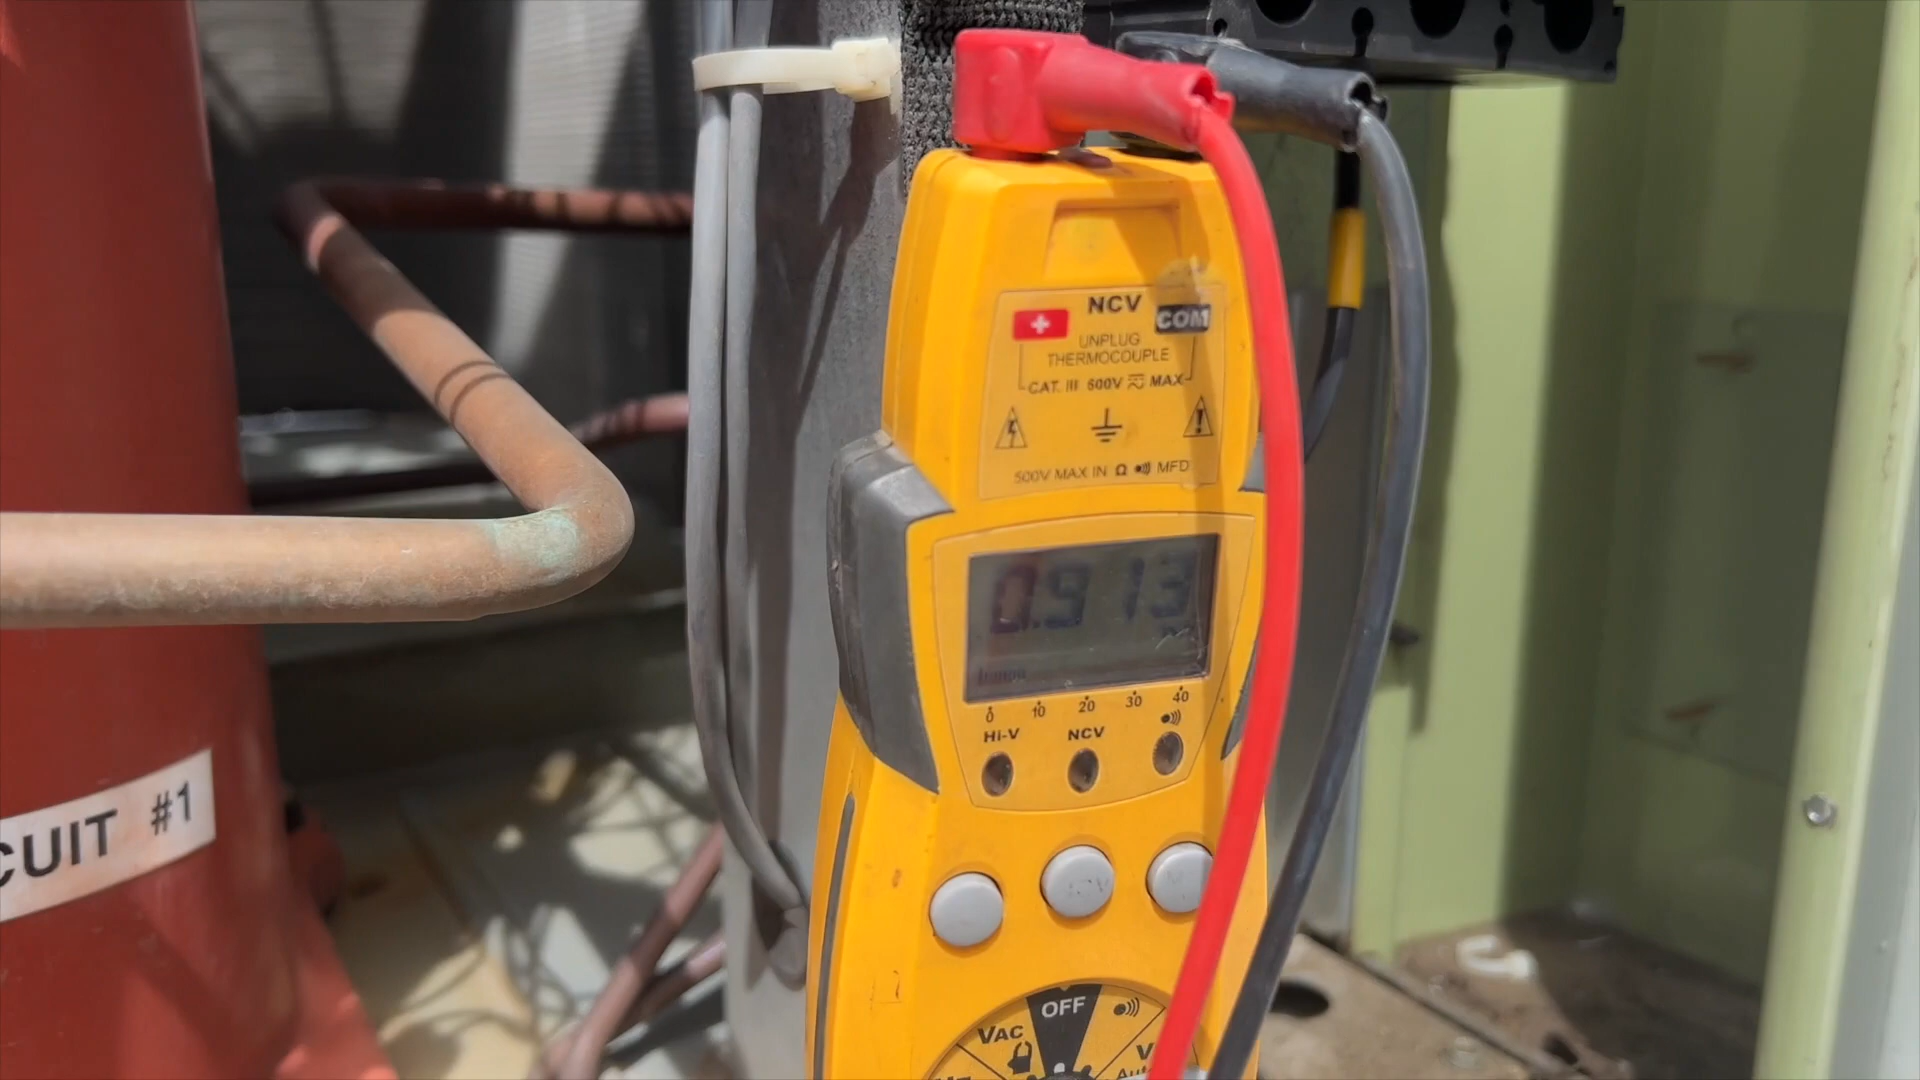 NCV
COM
UNPLUG
THERMOCOUPLE
CAT. III 600V MAX
500V MAX IN Ω MFD
0.913
0 10 20 30 40
Hi-V NCV
CUIT #1
OFF
VAC